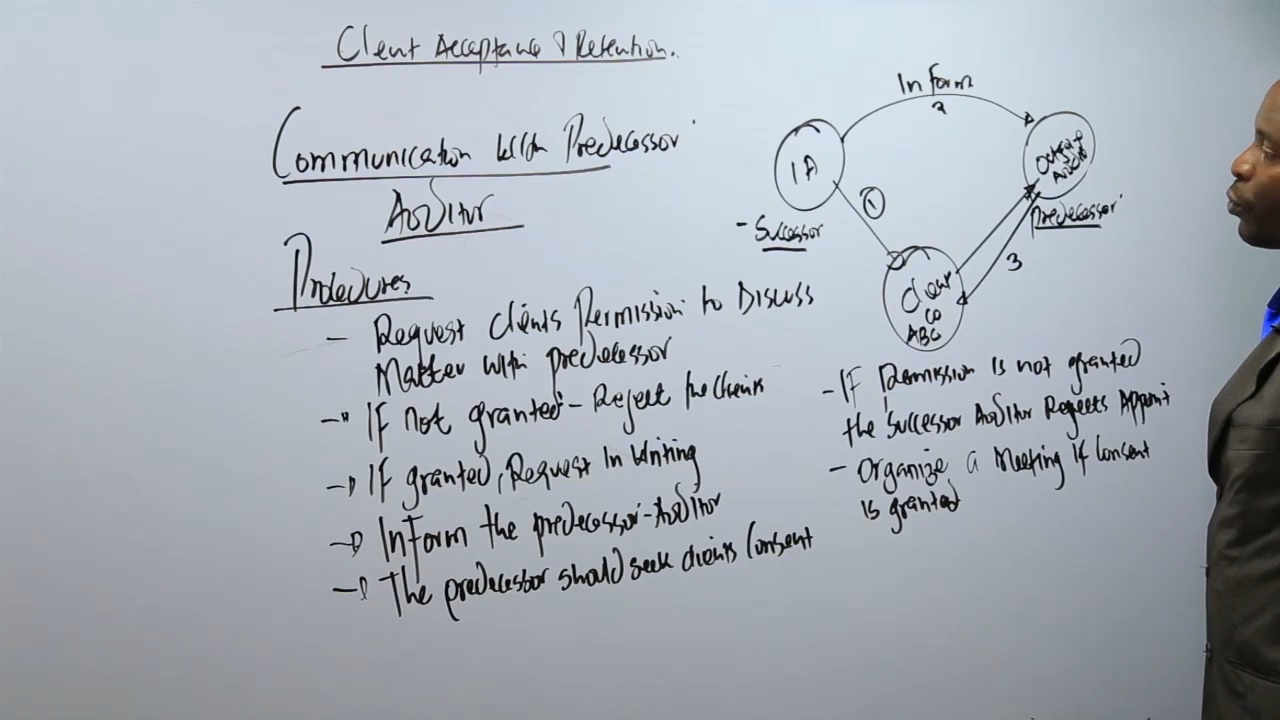 Client Acceptance & Retention.
Communication With Predecessor
Auditor
Procedures
- Request clients Permission to Discuss
Matter with predecessor
- If not granted - Reject the clients
- If granted, Request In Writing
- Inform the predecessor-Auditor
- The predecessor should seek clients Consent
Inform
2
IA
1
- Successor
Auditor
Predecessor
3
Client
CO
ABC
- If Permission Is not granted
the Successor Auditor Rejects Appoint
- Organize a Meeting If Consent
Is granted